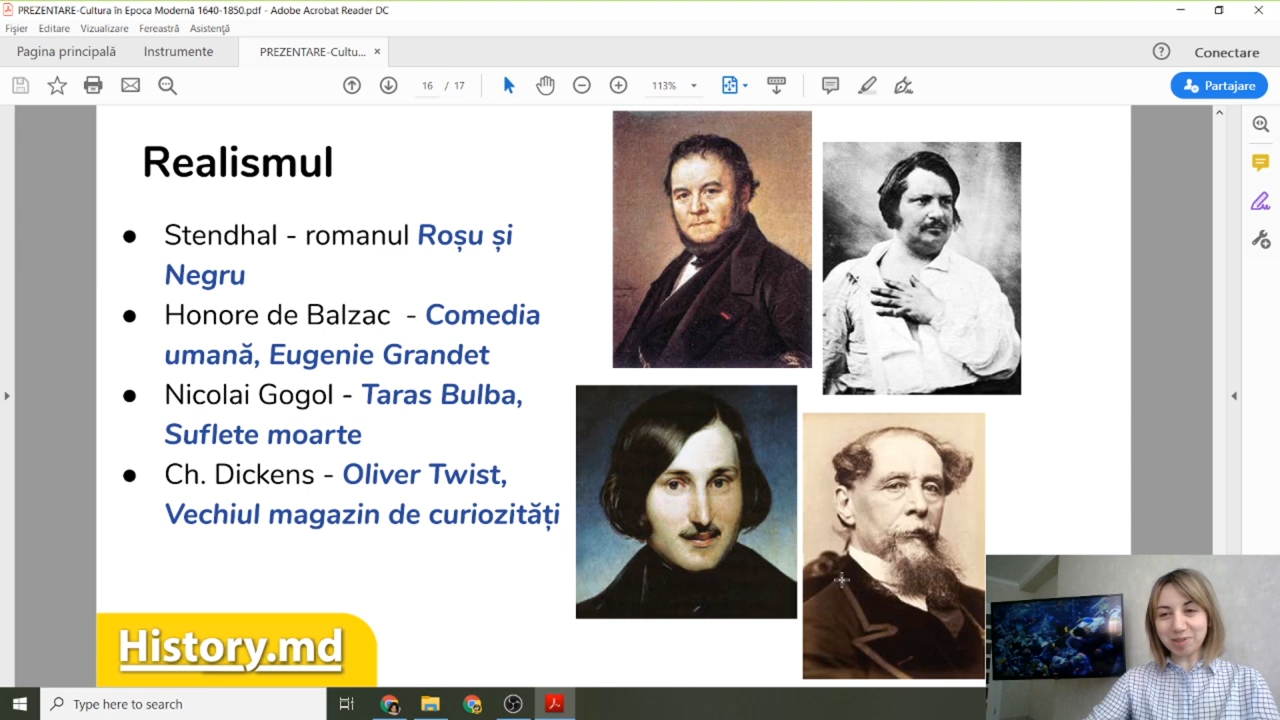 PREZENTARE-Cultura în Epoca Modernă 1640-1850.pdf - Adobe Acrobat Reader DC
Fișier Editare Vizualizare Fereastră Asistență
Pagina principală Instrumente PREZENTARE-Cultu... × Conectare
16 / 17 113% Partajare
Realismul
● Stendhal - romanul Roșu și
Negru
● Honore de Balzac - Comedia
umană, Eugenie Grandet
● Nicolai Gogol - Taras Bulba,
Suflete moarte
● Ch. Dickens - Oliver Twist,
Vechiul magazin de curiozități
History.md
Type here to search